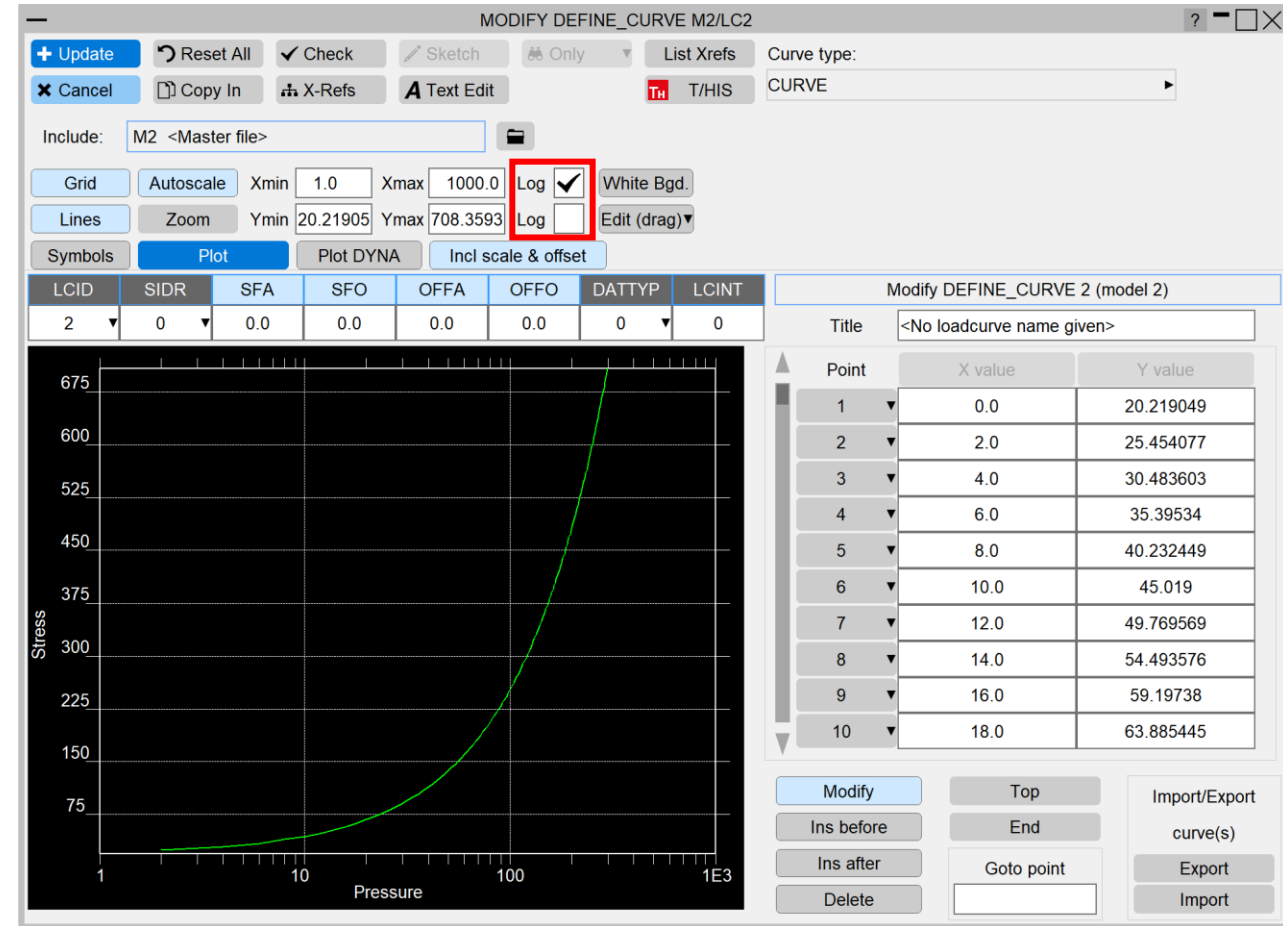 MODIFY DEFINE_CURVE M2/LC2 ?
Update Reset All Check Sketch Only List Xrefs Curve type:
Cancel Copy In X-Refs A Text Edit TH T/HIS CURVE
Include: M2 <Master file>
Grid Autoscale Xmin 1.0 Xmax 1000.0 Log White Bgd.
Lines Zoom Ymin 20.21905 Ymax 708.3593 Log Edit (drag)
Symbols Plot Plot DYNA Incl scale & offset
LCID SIDR SFA SFO OFFA OFFO DATTYP LCINT
2 0 0.0 0.0 0.0 0.0 0 0
Modify DEFINE_CURVE 2 (model 2)
Title <No loadcurve name given>
675
600
525
450
375
300
225
150
75
Stress
1 10 100 1E3
Pressure
Point X value Y value
1 0.0 20.219049
2 2.0 25.454077
3 4.0 30.483603
4 6.0 35.39534
5 8.0 40.232449
6 10.0 45.019
7 12.0 49.769569
8 14.0 54.493576
9 16.0 59.19738
10 18.0 63.885445
Modify Top Import/Export
Ins before End curve(s)
Ins after Goto point Export
Delete Import